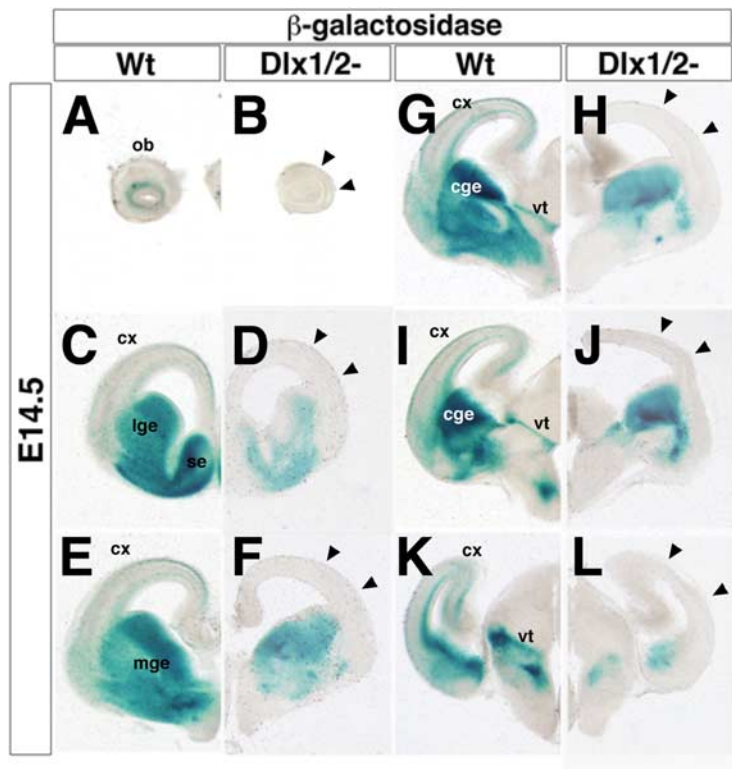 β-galactosidase
Wt
Dlx1/2-
Wt
Dlx1/2-
E14.5
A
ob
B
G
cx
cge
vt
H
C
cx
lge
se
D
I
cx
cge
vt
J
E
cx
mge
F
K
cx
vt
L